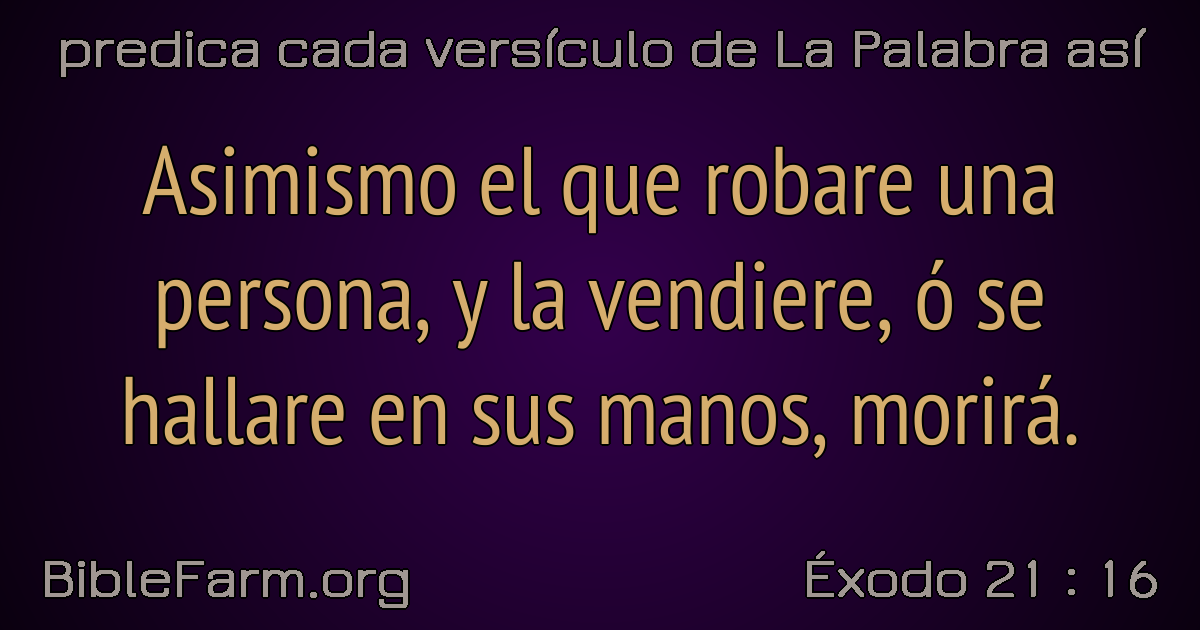 predica cada versículo de La Palabra así
Asimismo el que robare una
persona, y la vendiere, ó se
hallare en sus manos, morirá.
BibleFarm.org
Éxodo 21 : 16